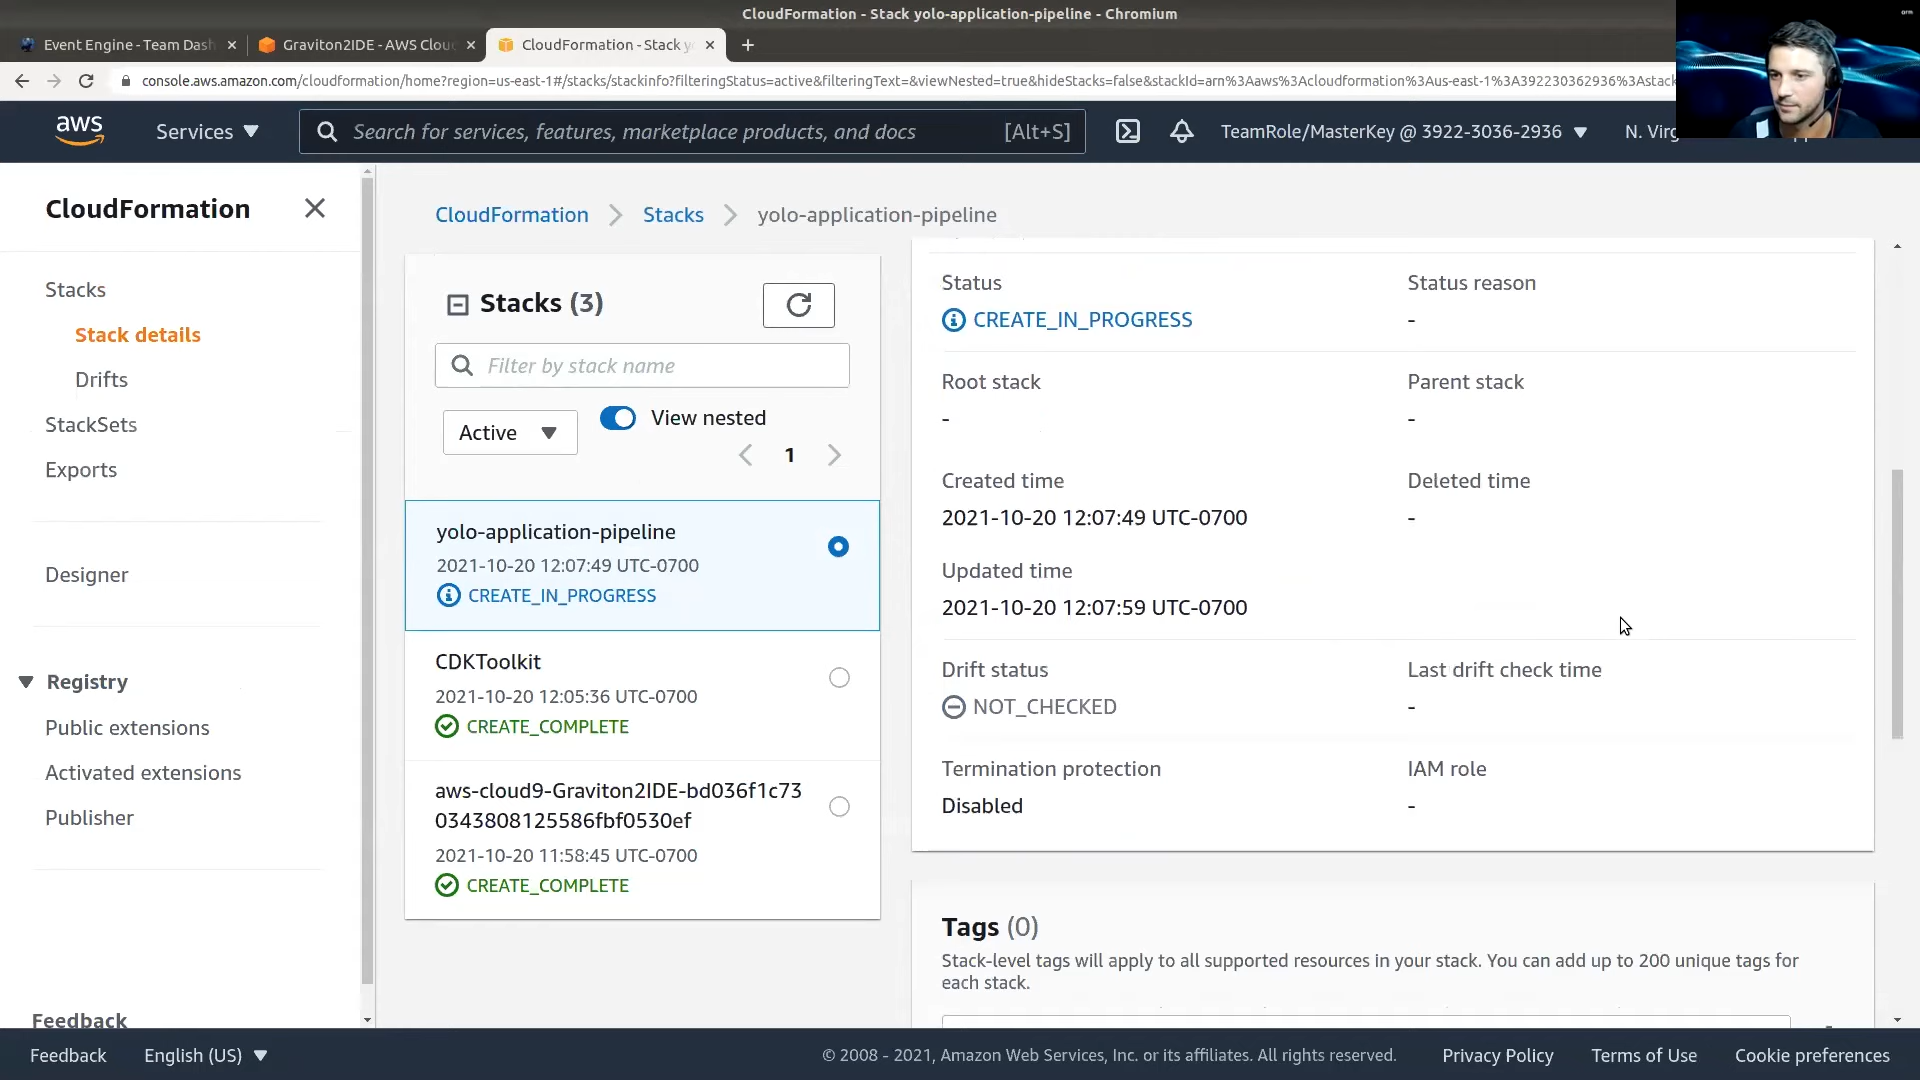 CloudFormation - Stack yolo-application-pipeline - Chromium
Event Engine - Team Dash
Graviton2IDE - AWS Clou
CloudFormation - Stack y
console.aws.amazon.com/cloudformation/home?region=us-east-1#/stacks/stackinfo?filteringStatus=active&filteringText=&viewNested=true&hideStacks=false&stackId=arn%3Aaws%3Acloudformation%3Aus-east-1%3A392230362936%3Astack
aws
Services
Search for services, features, marketplace products, and docs
[Alt+S]
TeamRole/MasterKey @ 3922-3036-2936
N. Virg
CloudFormation
Stacks
Stack details
Drifts
StackSets
Exports
Designer
Registry
Public extensions
Activated extensions
Publisher
Feedback
CloudFormation
Stacks
yolo-application-pipeline
Stacks (3)
Filter by stack name
Active
View nested
1
yolo-application-pipeline
2021-10-20 12:07:49 UTC-0700
CREATE_IN_PROGRESS
CDKToolkit
2021-10-20 12:05:36 UTC-0700
CREATE_COMPLETE
aws-cloud9-Graviton2IDE-bd036f1c73
0343808125586fbf0530ef
2021-10-20 11:58:45 UTC-0700
CREATE_COMPLETE
Status
Status reason
CREATE_IN_PROGRESS
-
Root stack
Parent stack
-
-
Created time
Deleted time
2021-10-20 12:07:49 UTC-0700
-
Updated time
2021-10-20 12:07:59 UTC-0700
Drift status
Last drift check time
NOT_CHECKED
-
Termination protection
IAM role
Disabled
-
Tags (0)
Stack-level tags will apply to all supported resources in your stack. You can add up to 200 unique tags for
each stack.
Feedback
English (US)
© 2008 - 2021, Amazon Web Services, Inc. or its affiliates. All rights reserved.
Privacy Policy
Terms of Use
Cookie preferences